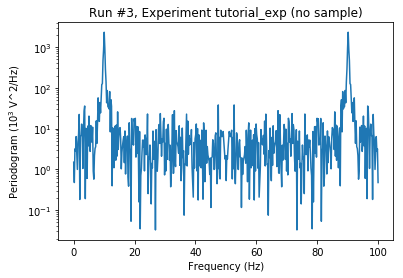 Run #3, Experiment tutorial_exp (no sample)
Periodogram (10³ V^2/Hz)
10³
10²
10¹
10⁰
10⁻¹
0 20 40 60 80 100
Frequency (Hz)